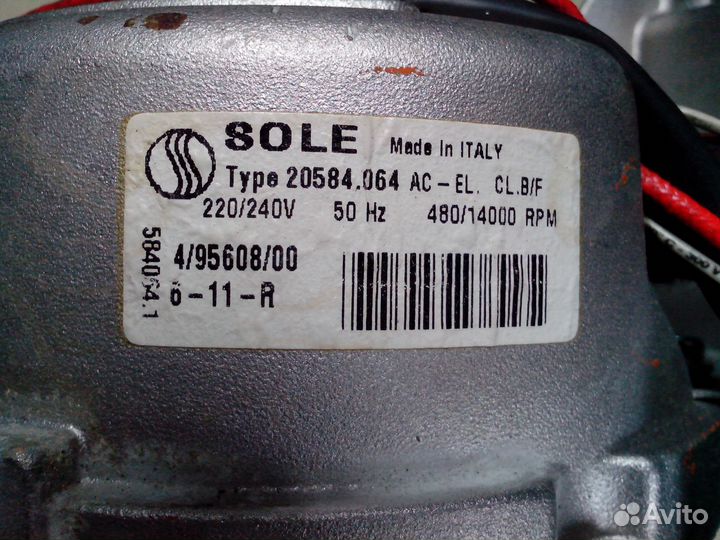 SOLE Made In ITALY
Type 20584.064 AC-EL. CL.B/F
220/240V 50 Hz 480/14000 RPM
4/95608/00
6-11-R
584064.1
Avito